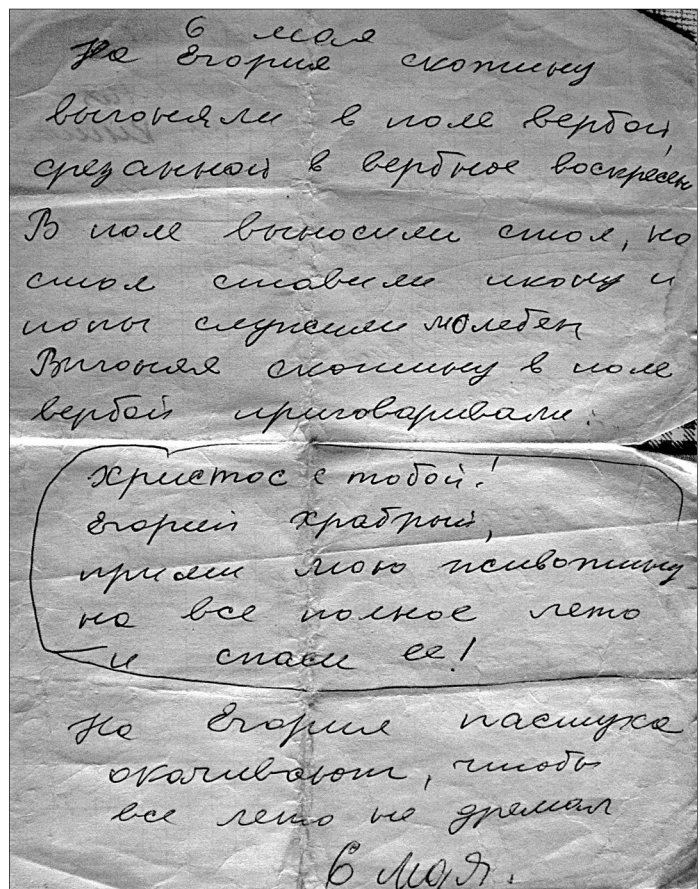 6 мая
На Егория скотину
выгоняли в поле вербой,
срезанной в вербное воскресен
В поле выносили стол, на
стол ставили икону и
попы служили молебен
Выгоняя скотину в поле
вербой приговаривали:
Христос с тобой!
Егорий храбрый,
прими мою животину
на все полное лето
и спаси ее!
На Егория пастуха
окачивают, чтобы
все лето не дремал
6 мая.